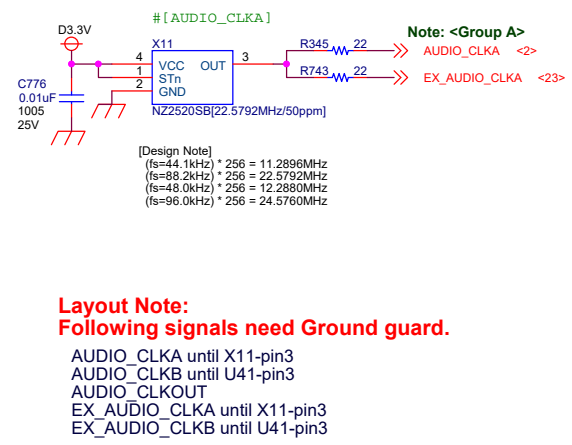 #[AUDIO_CLKA]
D3.3V
X11
4 VCC OUT 3
1 STn
2 GND
NZ2520SB[22.5792MHz/50ppm]
C776
0.01uF
1005
25V
R345 22
R743 22
Note: <Group A>
AUDIO_CLKA <2>
EX_AUDIO_CLKA <23>
[Design Note]
(fs=44.1kHz) * 256 = 11.2896MHz
(fs=88.2kHz) * 256 = 22.5792MHz
(fs=48.0kHz) * 256 = 12.2880MHz
(fs=96.0kHz) * 256 = 24.5760MHz
Layout Note:
Following signals need Ground guard.
AUDIO_CLKA until X11-pin3
AUDIO_CLKB until U41-pin3
AUDIO_CLKOUT
EX_AUDIO_CLKA until X11-pin3
EX_AUDIO_CLKB until U41-pin3